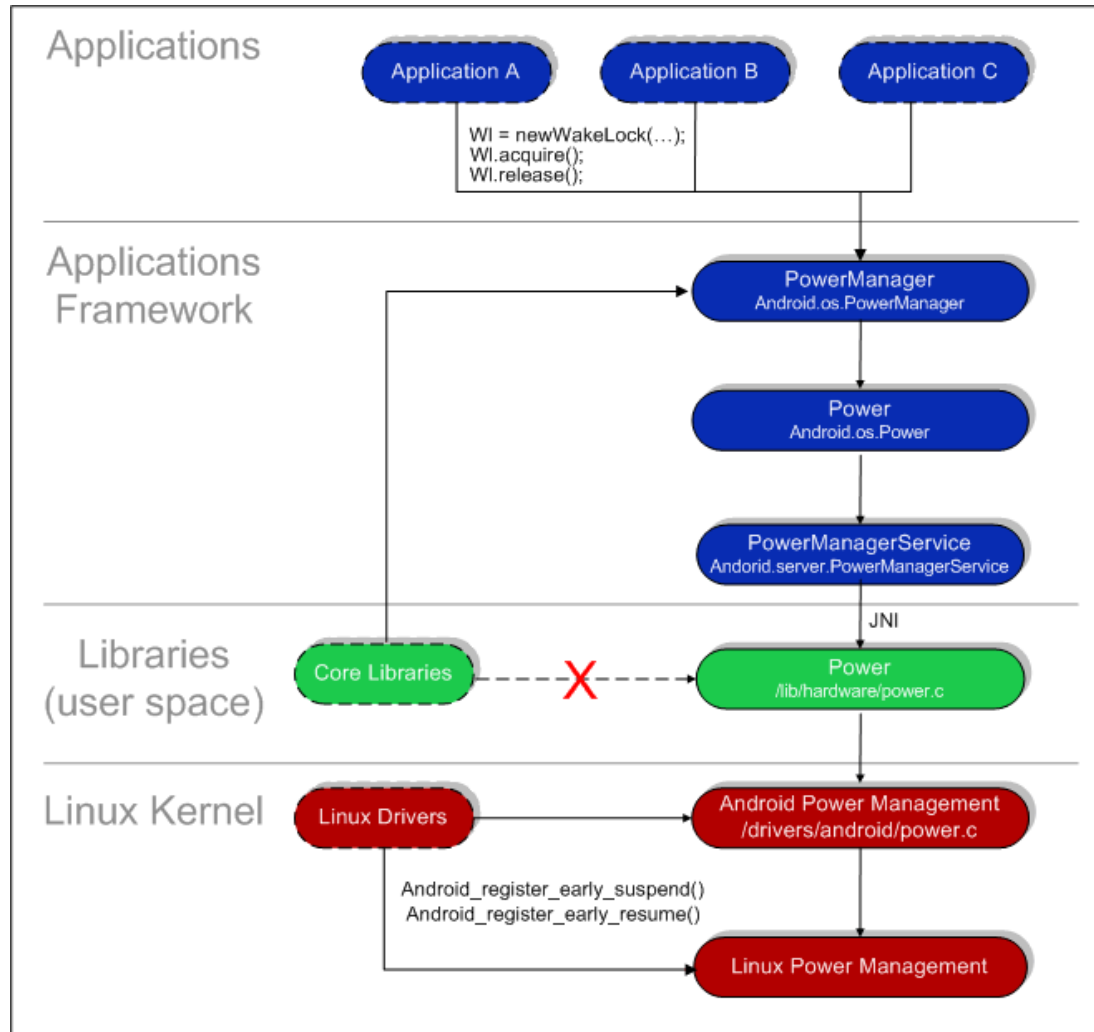 Applications
Application A
Application B
Application C
Wl = newWakeLock(…);
Wl.acquire();
Wl.release();
Applications
Framework
PowerManager
Android.os.PowerManager
Power
Android.os.Power
PowerManagerService
Andorid.server.PowerManagerService
JNI
Libraries
(user space)
Core Libraries
X
Power
/lib/hardware/power.c
Linux Kernel
Linux Drivers
Android Power Management
/drivers/android/power.c
Android_register_early_suspend()
Android_register_early_resume()
Linux Power Management